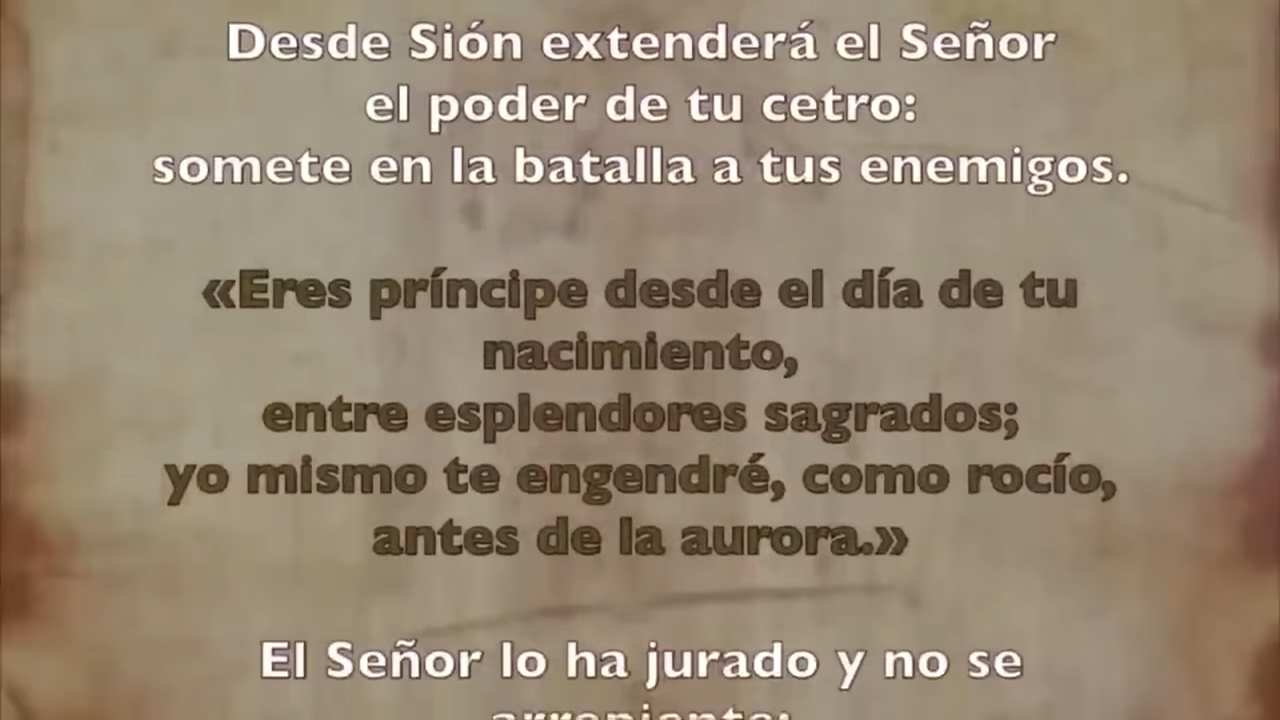 Desde Sión extenderá el Señor
el poder de tu cetro:
somete en la batalla a tus enemigos.
«Eres príncipe desde el día de tu
nacimiento,
entre esplendores sagrados;
yo mismo te engendré, como rocío,
antes de la aurora.»
El Señor lo ha jurado y no se
arrepiente: